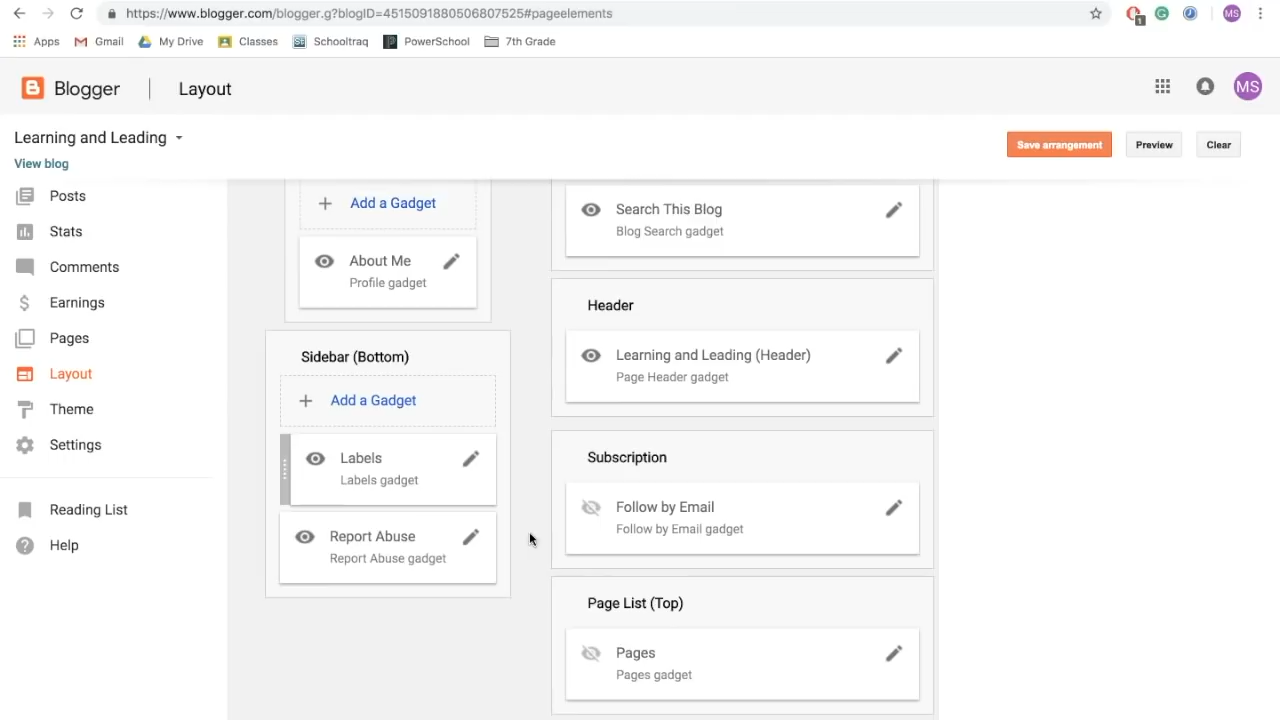 https://www.blogger.com/blogger.g?blogID=4515091880506807525#pageelements
1
MS
Apps
Gmail
My Drive
Classes
Schooltraq
PowerSchool
7th Grade
Blogger
Layout
MS
Learning and Leading
View blog
Save arrangement
Preview
Clear
Posts
Stats
Comments
Earnings
Pages
Layout
Theme
Settings
Reading List
Help
Add a Gadget
About Me
Profile gadget
Sidebar (Bottom)
Add a Gadget
Labels
Labels gadget
Report Abuse
Report Abuse gadget
Search This Blog
Blog Search gadget
Header
Learning and Leading (Header)
Page Header gadget
Subscription
Follow by Email
Follow by Email gadget
Page List (Top)
Pages
Pages gadget